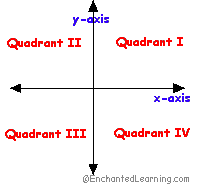 y-axis
Quadrant II Quadrant I
x-axis
Quadrant III Quadrant IV
©EnchantedLearning.com